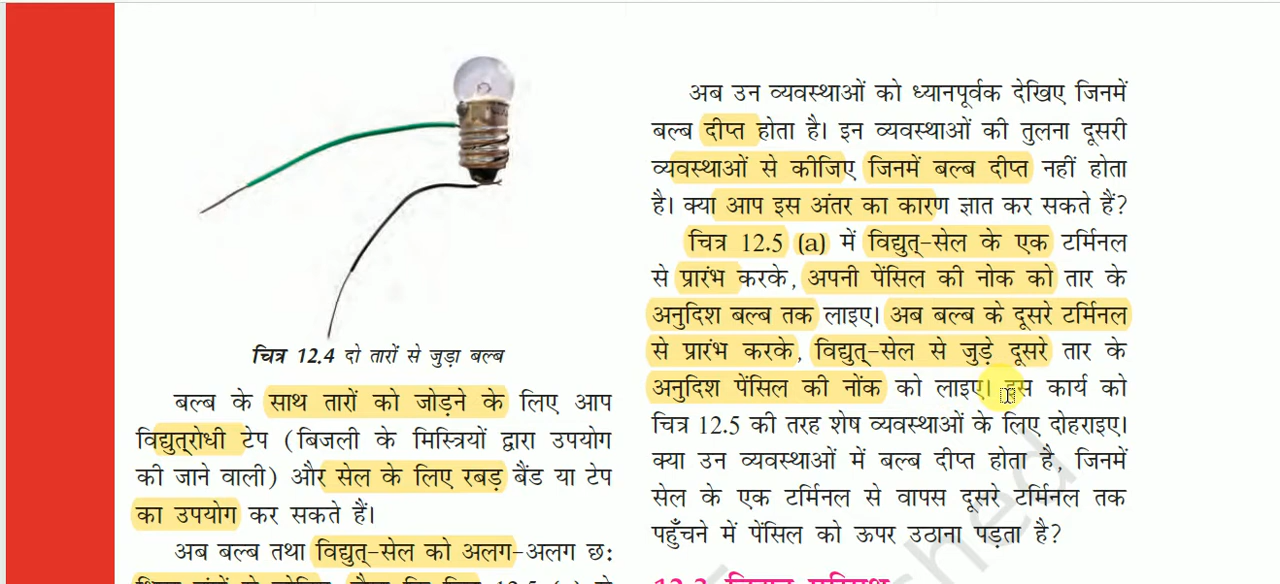 चित्र 12.4 दो तारों से जुड़ा बल्ब
बल्ब के साथ तारों को जोड़ने के लिए आप
विद्युत्‌रोधी टेप (बिजली के मिस्त्रियों द्वारा उपयोग
की जाने वाली) और सेल के लिए रबड़ बैंड या टेप
का उपयोग कर सकते हैं।
अब बल्ब तथा विद्युत्-सेल को अलग-अलग छः
अब उन व्यवस्थाओं को ध्यानपूर्वक देखिए जिनमें
बल्ब दीप्त होता है। इन व्यवस्थाओं की तुलना दूसरी
व्यवस्थाओं से कीजिए जिनमें बल्ब दीप्त नहीं होता
है। क्या आप इस अंतर का कारण ज्ञात कर सकते हैं?
चित्र 12.5 (a) में विद्युत्-सेल के एक टर्मिनल
से प्रारंभ करके, अपनी पेंसिल की नोक को तार के
अनुदिश बल्ब तक लाइए। अब बल्ब के दूसरे टर्मिनल
से प्रारंभ करके, विद्युत्-सेल से जुड़े दूसरे तार के
अनुदिश पेंसिल की नोंक को लाइए। इस कार्य को
चित्र 12.5 की तरह शेष व्यवस्थाओं के लिए दोहराइए।
क्या उन व्यवस्थाओं में बल्ब दीप्त होता है, जिनमें
सेल के एक टर्मिनल से वापस दूसरे टर्मिनल तक
पहुँचने में पेंसिल को ऊपर उठाना पड़ता है?